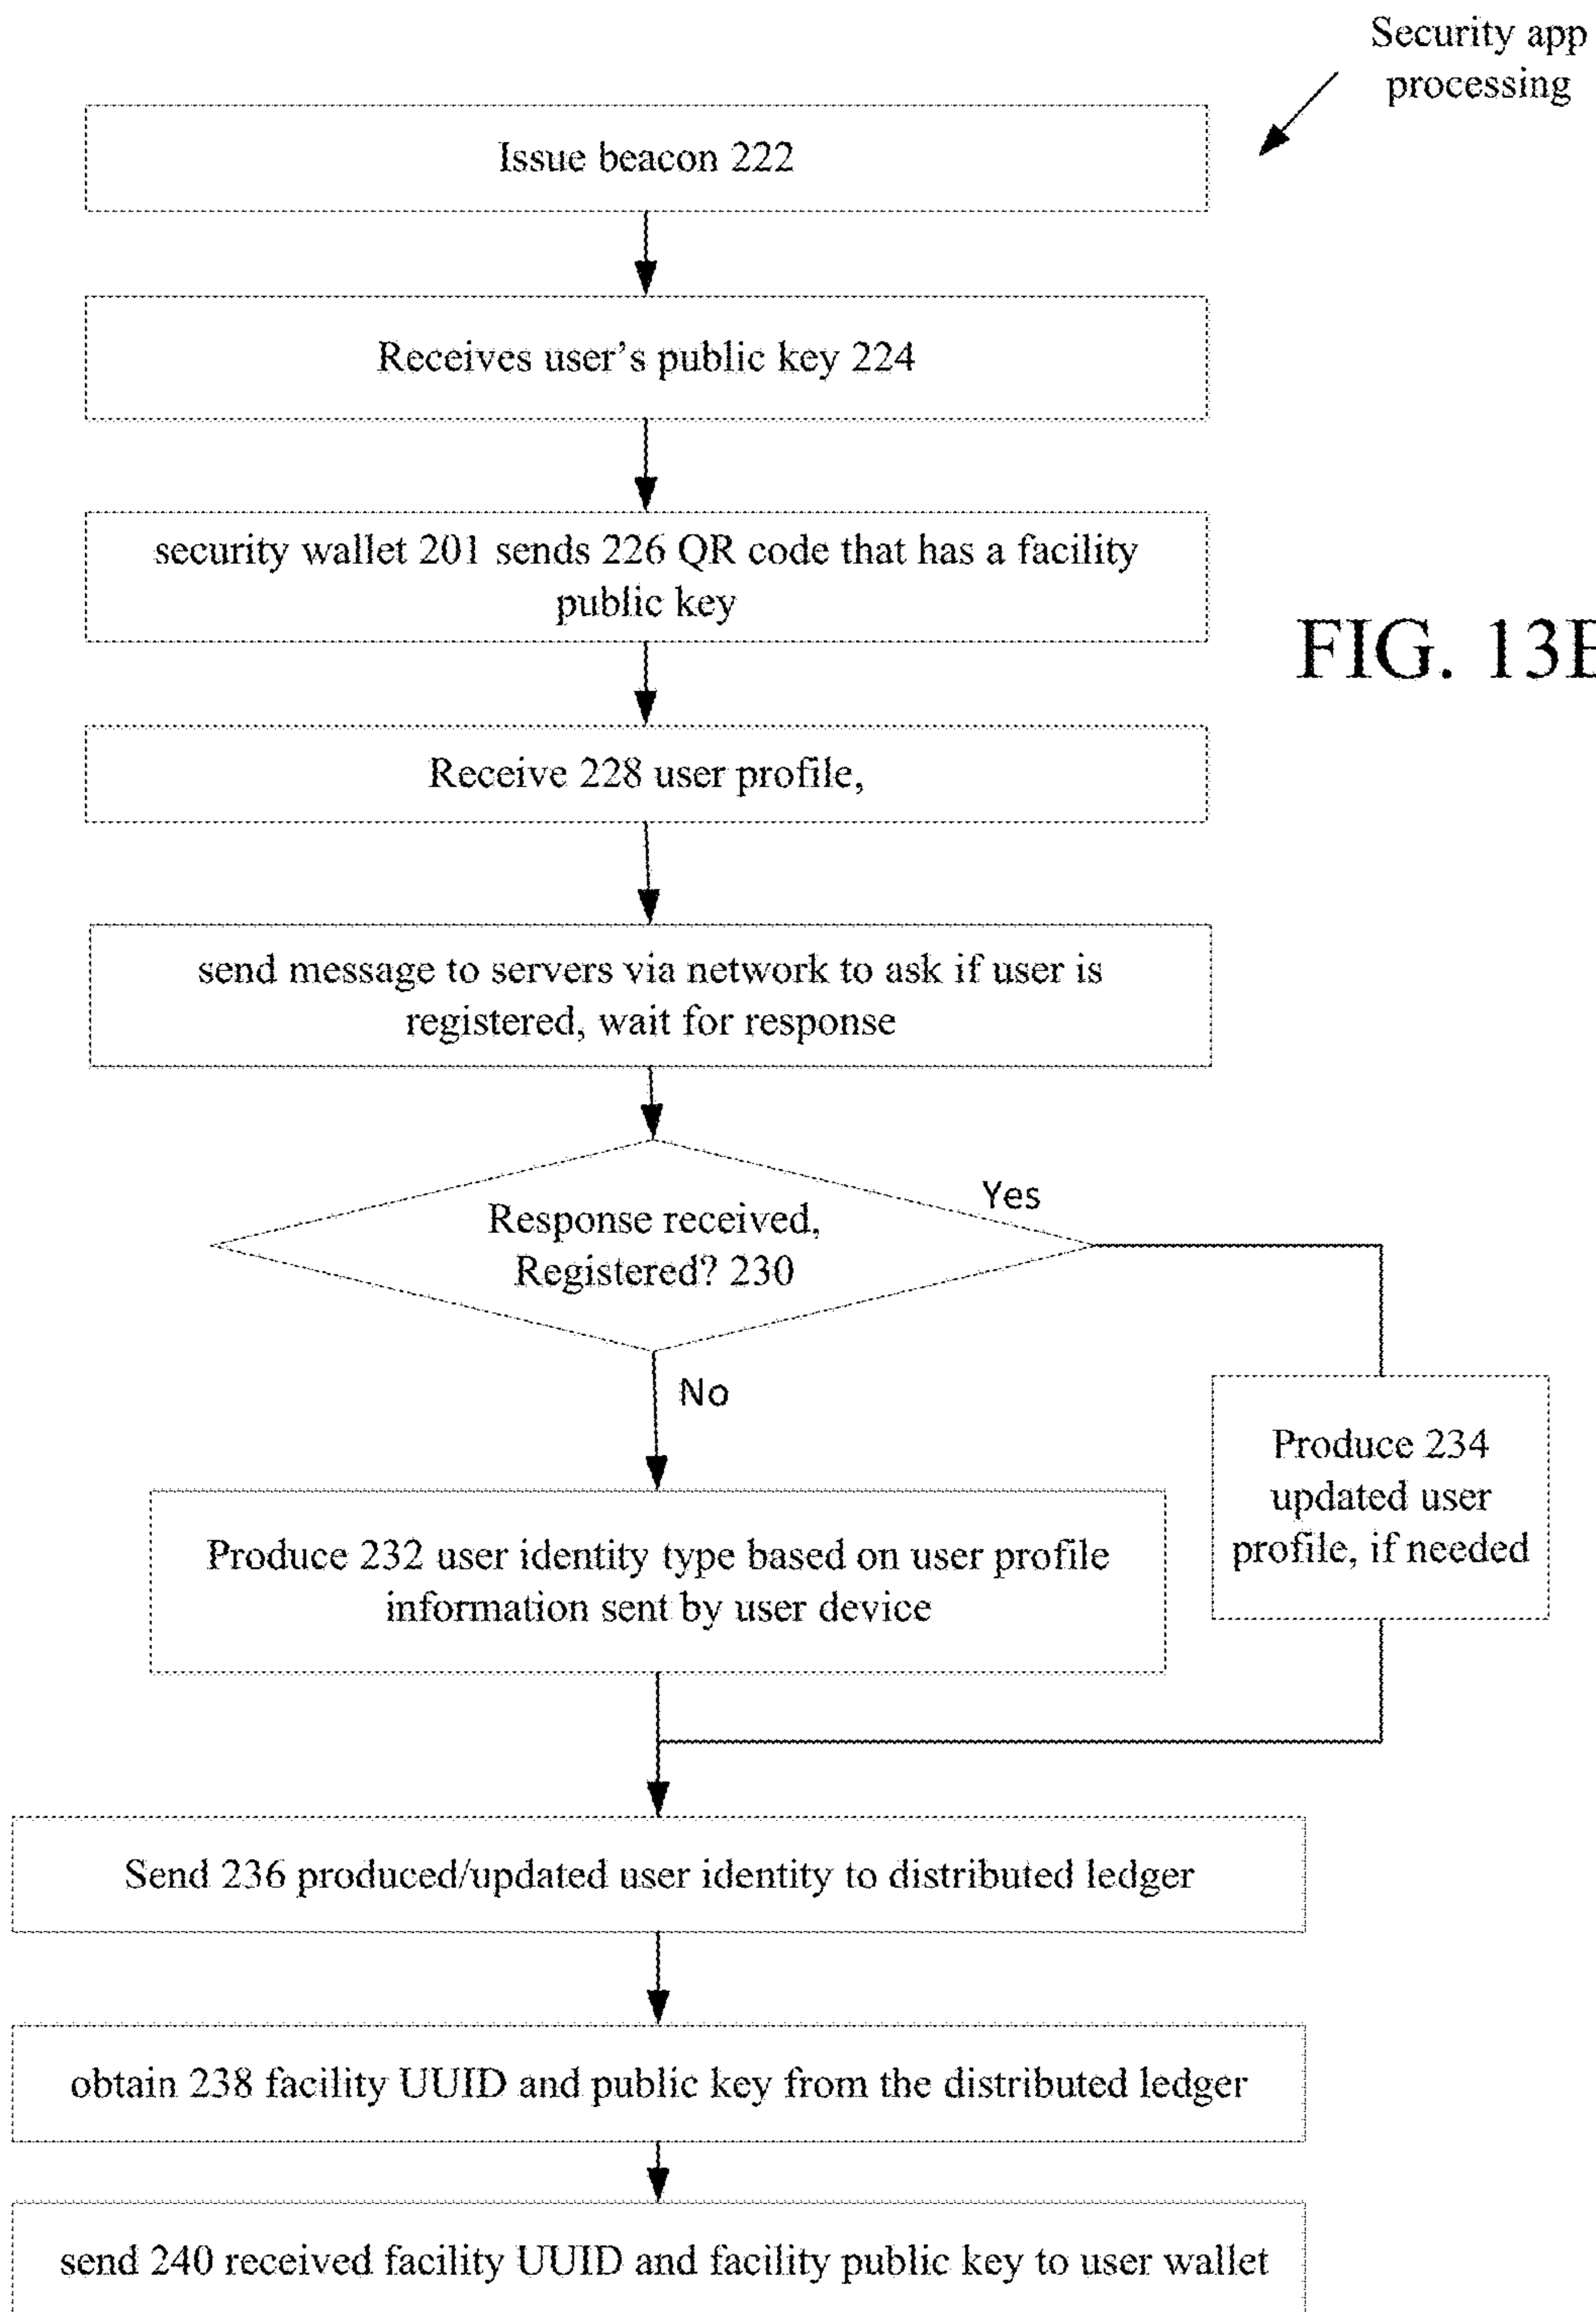 Security app
processing
Issue beacon 222
Receives user's public key 224
security wallet 201 sends 226 QR code that has a facility
public key
FIG. 13B
Receive 228 user profile,
send message to servers via network to ask if user is
registered, wait for response
Response received,
Registered? 230
Yes
No
Produce 234
updated user
profile, if needed
Produce 232 user identity type based on user profile
information sent by user device
Send 236 produced/updated user identity to distributed ledger
obtain 238 facility UUID and public key from the distributed ledger
send 240 received facility UUID and facility public key to user wallet